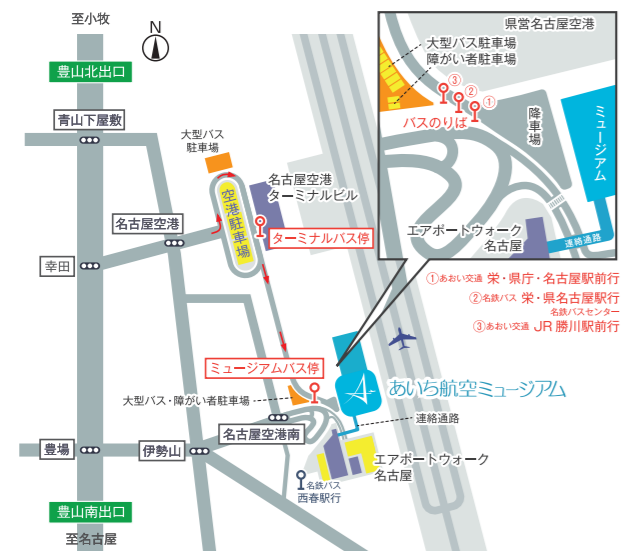 至小牧
N
豊山北出口
青山下屋敷
大型バス
駐車場
名古屋空港
ターミナルビル
空港駐車場
名古屋空港
ターミナルバス停
幸田
ミュージアムバス停
大型バス・障がい者駐車場
あいち航空ミュージアム
名古屋空港南
連絡通路
豊場
伊勢山
エアポートウォーク
名古屋
名鉄バス
西春駅行
豊山南出口
至名古屋
県営名古屋空港
大型バス駐車場
障がい者駐車場
③
②
①
バスのりば
降車場
ミュージアム
エアポートウォーク
名古屋
連絡通路
①あおい交通 栄・県庁・名古屋駅前行
②名鉄バス 栄・県名古屋駅行
名鉄バスセンター
③あおい交通 JR勝川駅前行